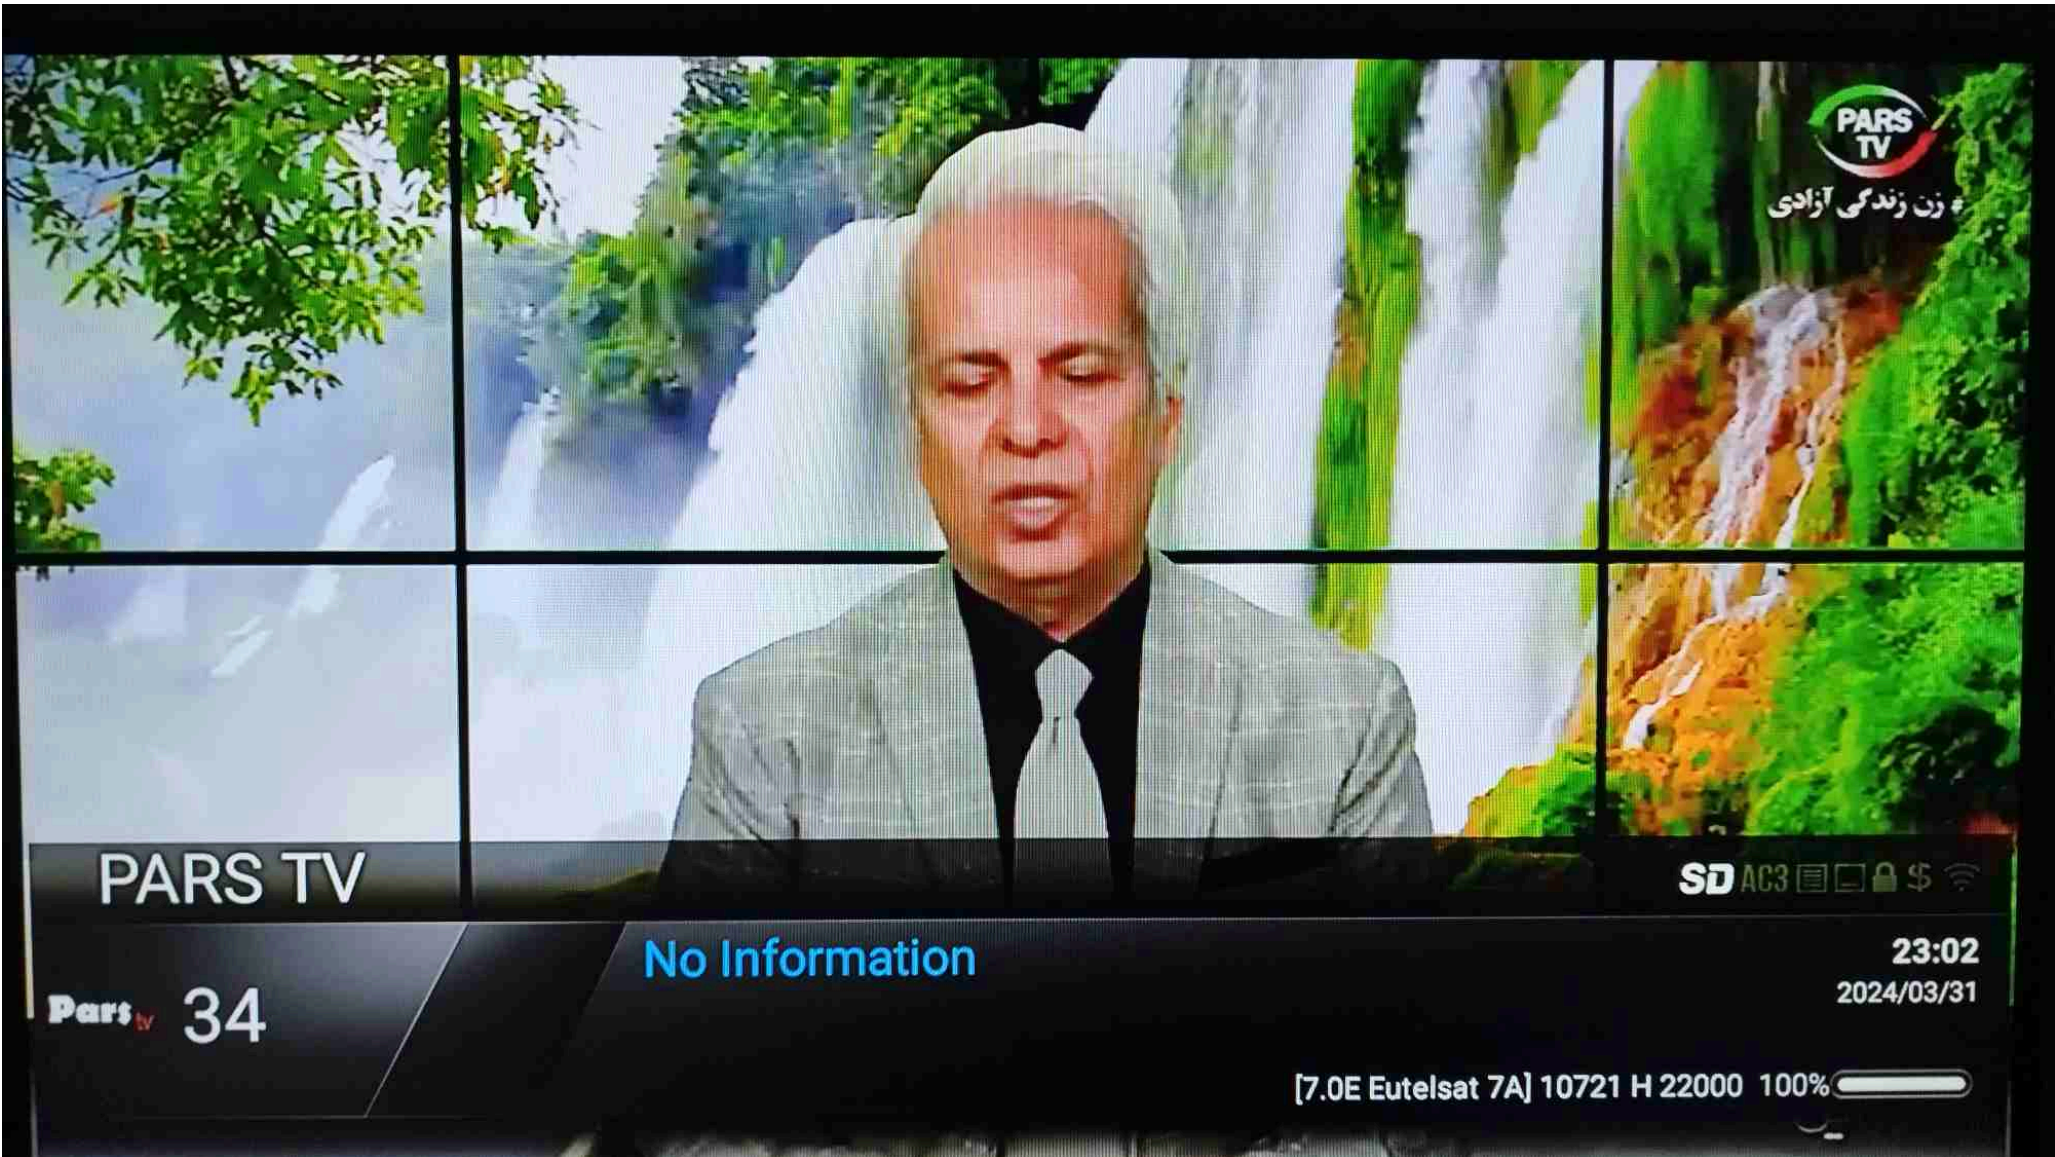 PARS
TV
# زن زندگی آزادی
PARS TV
SD AC3 $
No Information
23:02
2024/03/31
Pars tv 34
[7.0E Eutelsat 7A] 10721 H 22000 100%